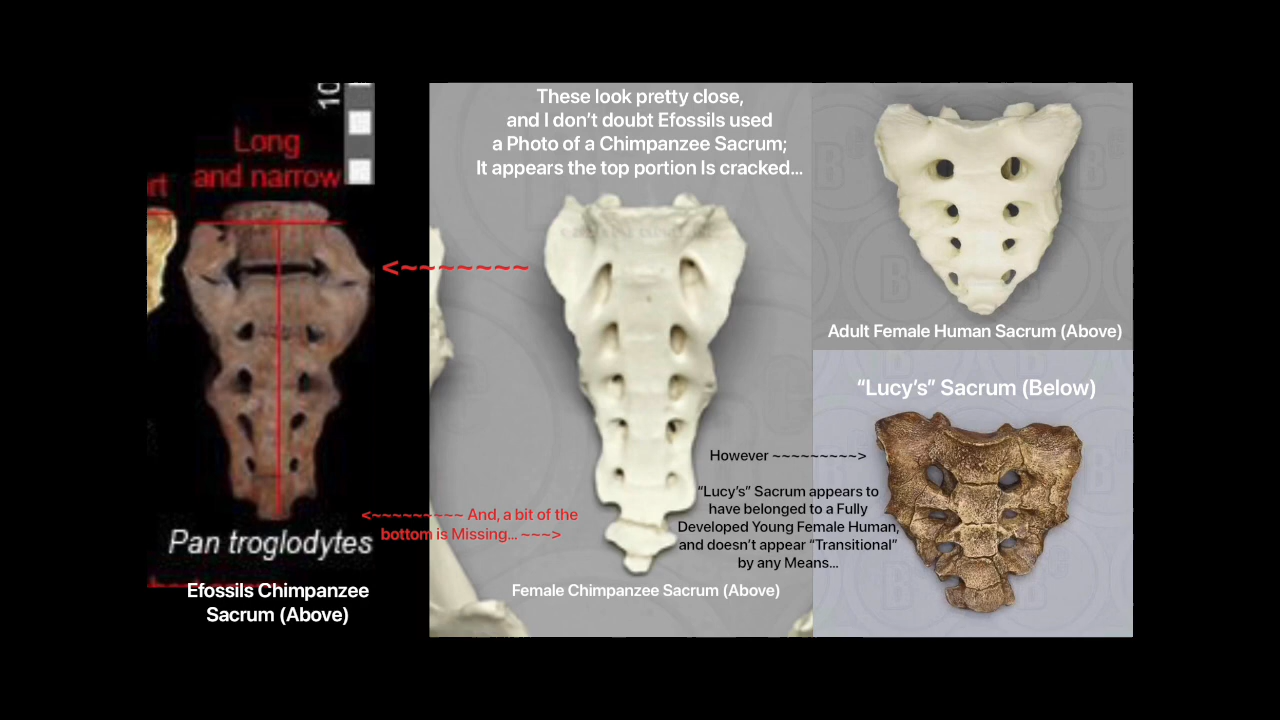 10
Long
and narrow
rt
Pan troglodytes
Efossils Chimpanzee
Sacrum (Above)
These look pretty close,
and I don’t doubt Efossils used
a Photo of a Chimpanzee Sacrum;
It appears the top portion Is cracked...
<~~~~~~~
<~~~~~~~~~ And, a bit of the
bottom is Missing... ~~~>
Female Chimpanzee Sacrum (Above)
Adult Female Human Sacrum (Above)
“Lucy’s” Sacrum (Below)
However ~~~~~~~~~>
“Lucy’s” Sacrum appears to
have belonged to a Fully
Developed Young Female Human,
and doesn’t appear “Transitional”
by any Means...